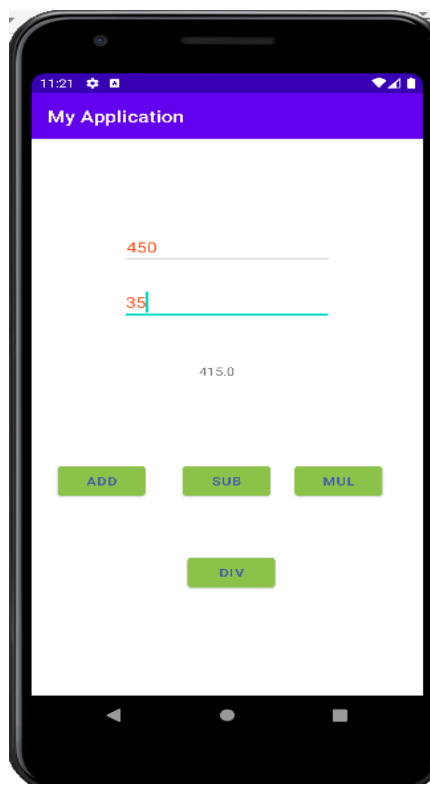 11:21
My Application
450
35
415.0
ADD SUB MUL
DIV